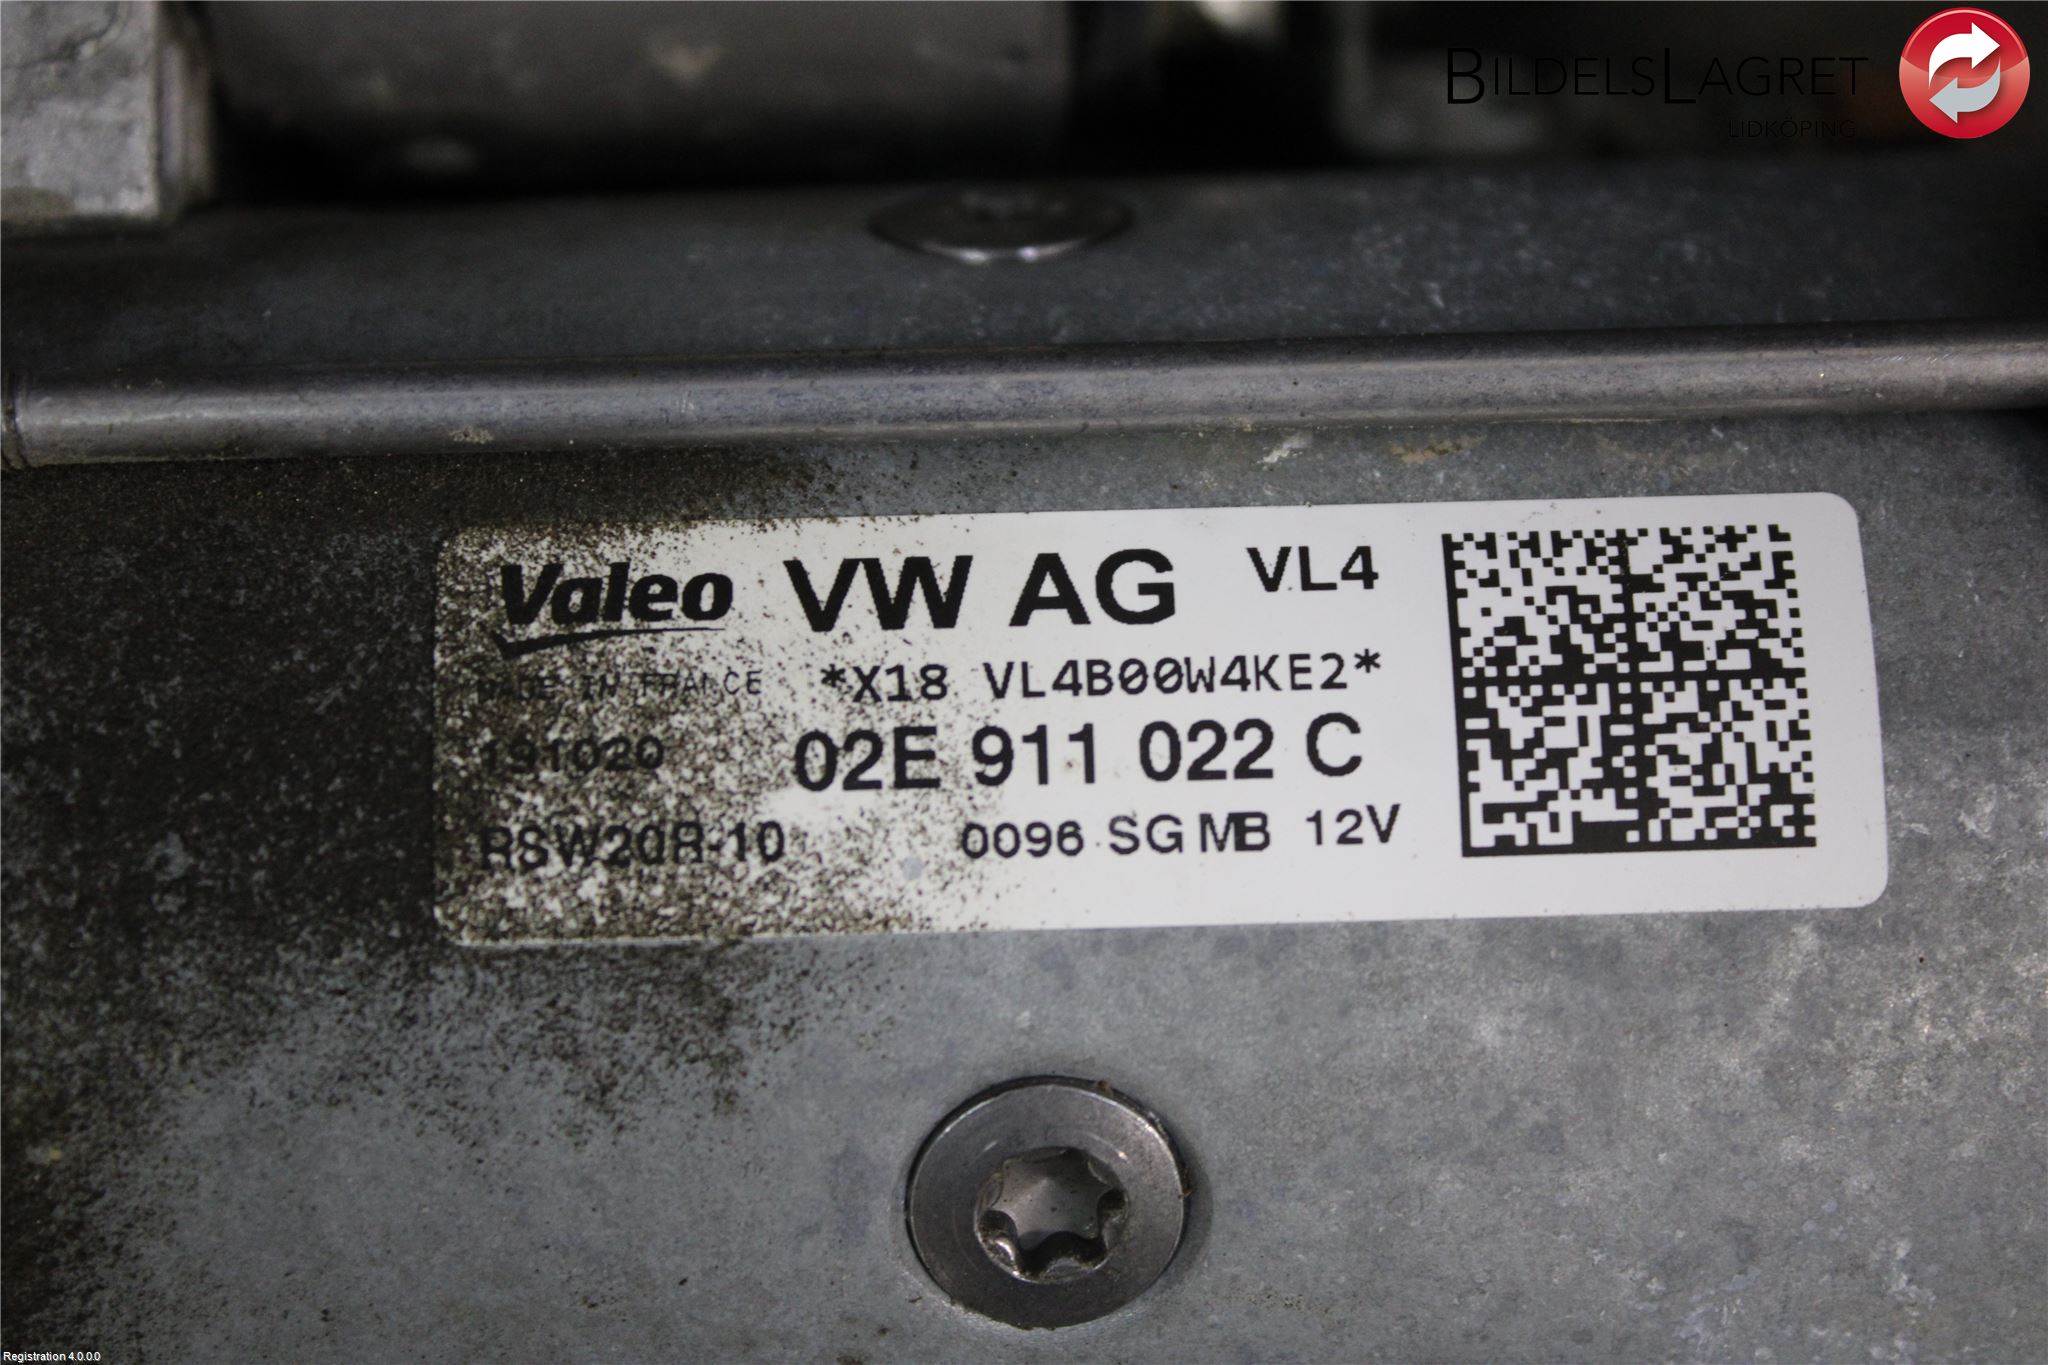 BILDELSLAGRET
LIDKÖPING
Valeo VW AG VL4
MADE IN FRANCE *X18 VL4B00W4KE2*
191020 02E 911 022 C
RSW20R-10 0096 SG MB 12V
Registration 4.0.0.0